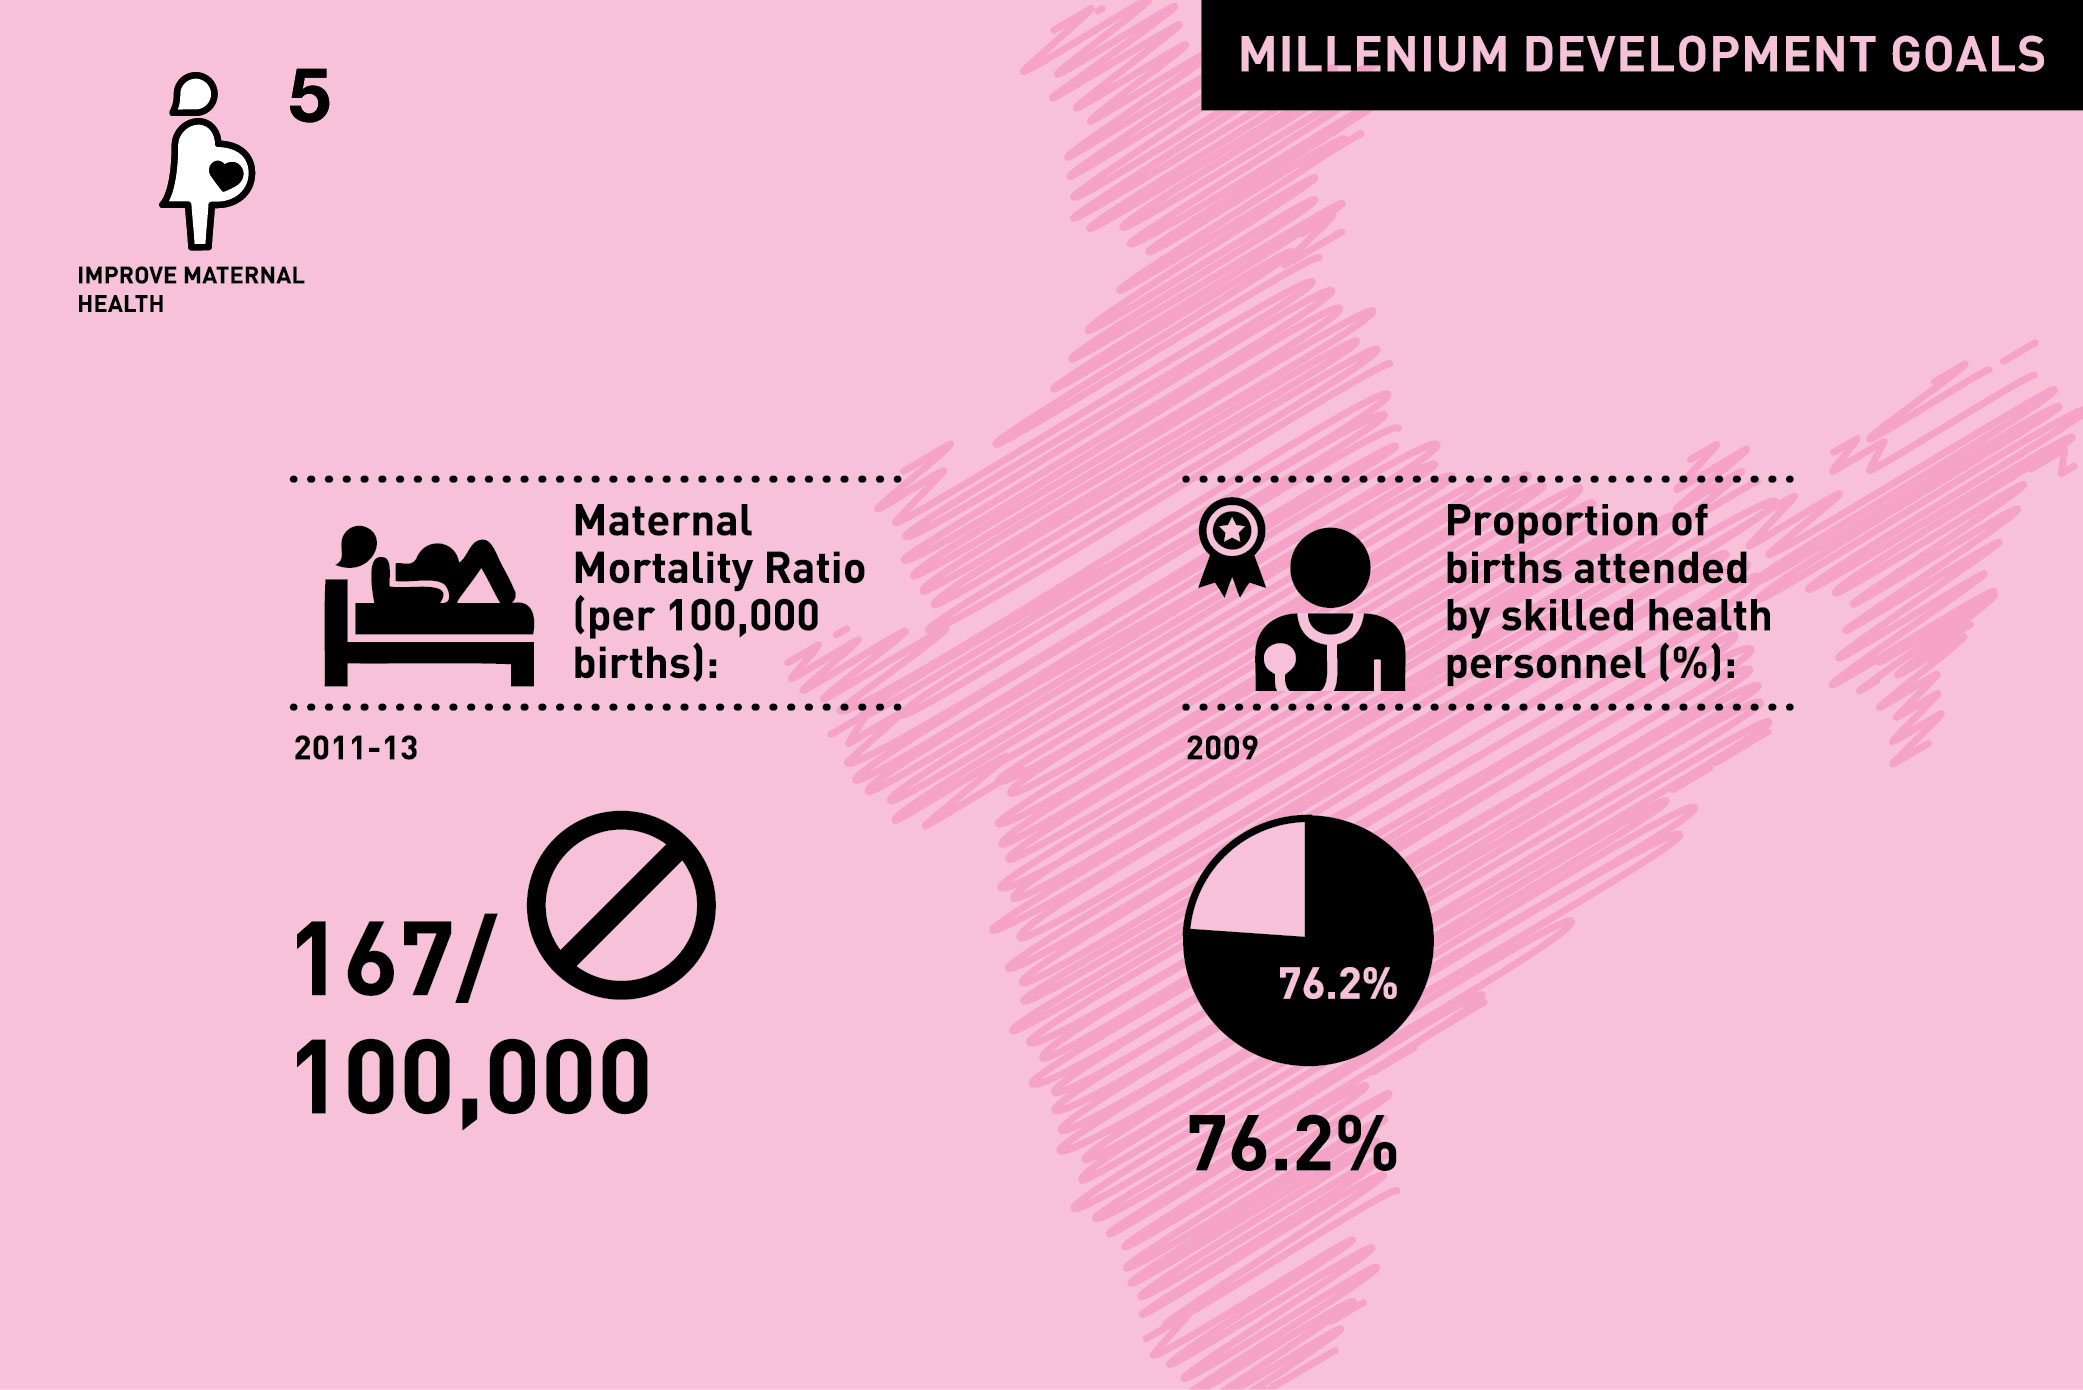 MILLENIUM DEVELOPMENT GOALS
5
IMPROVE MATERNAL
HEALTH
Maternal
Mortality Ratio
(per 100,000
births):
2011-13
167/
100,000
Proportion of
births attended
by skilled health
personnel (%):
2009
76.2%
76.2%